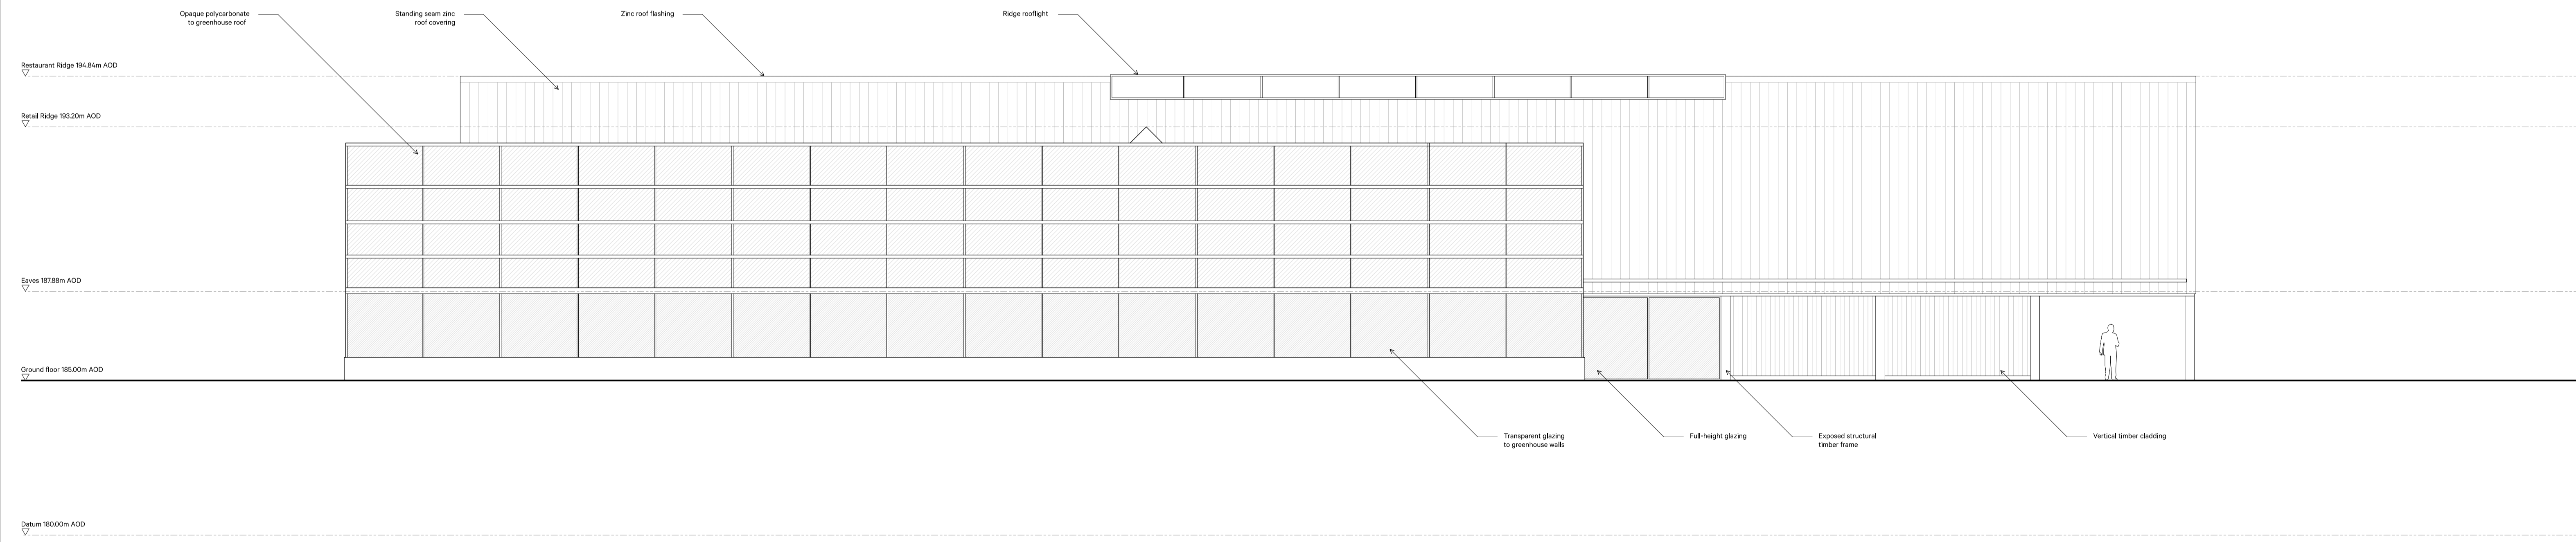 Opaque polycarbonate
to greenhouse roof
Standing seam zinc
roof covering
Zinc roof flashing
Ridge rooflight
Restaurant Ridge 194.84m AOD
Retail Ridge 193.20m AOD
Eaves 187.88m AOD
Ground floor 185.00m AOD
Transparent glazing
to greenhouse walls
Full-height glazing
Exposed structural
timber frame
Vertical timber cladding
Datum 180.00m AOD